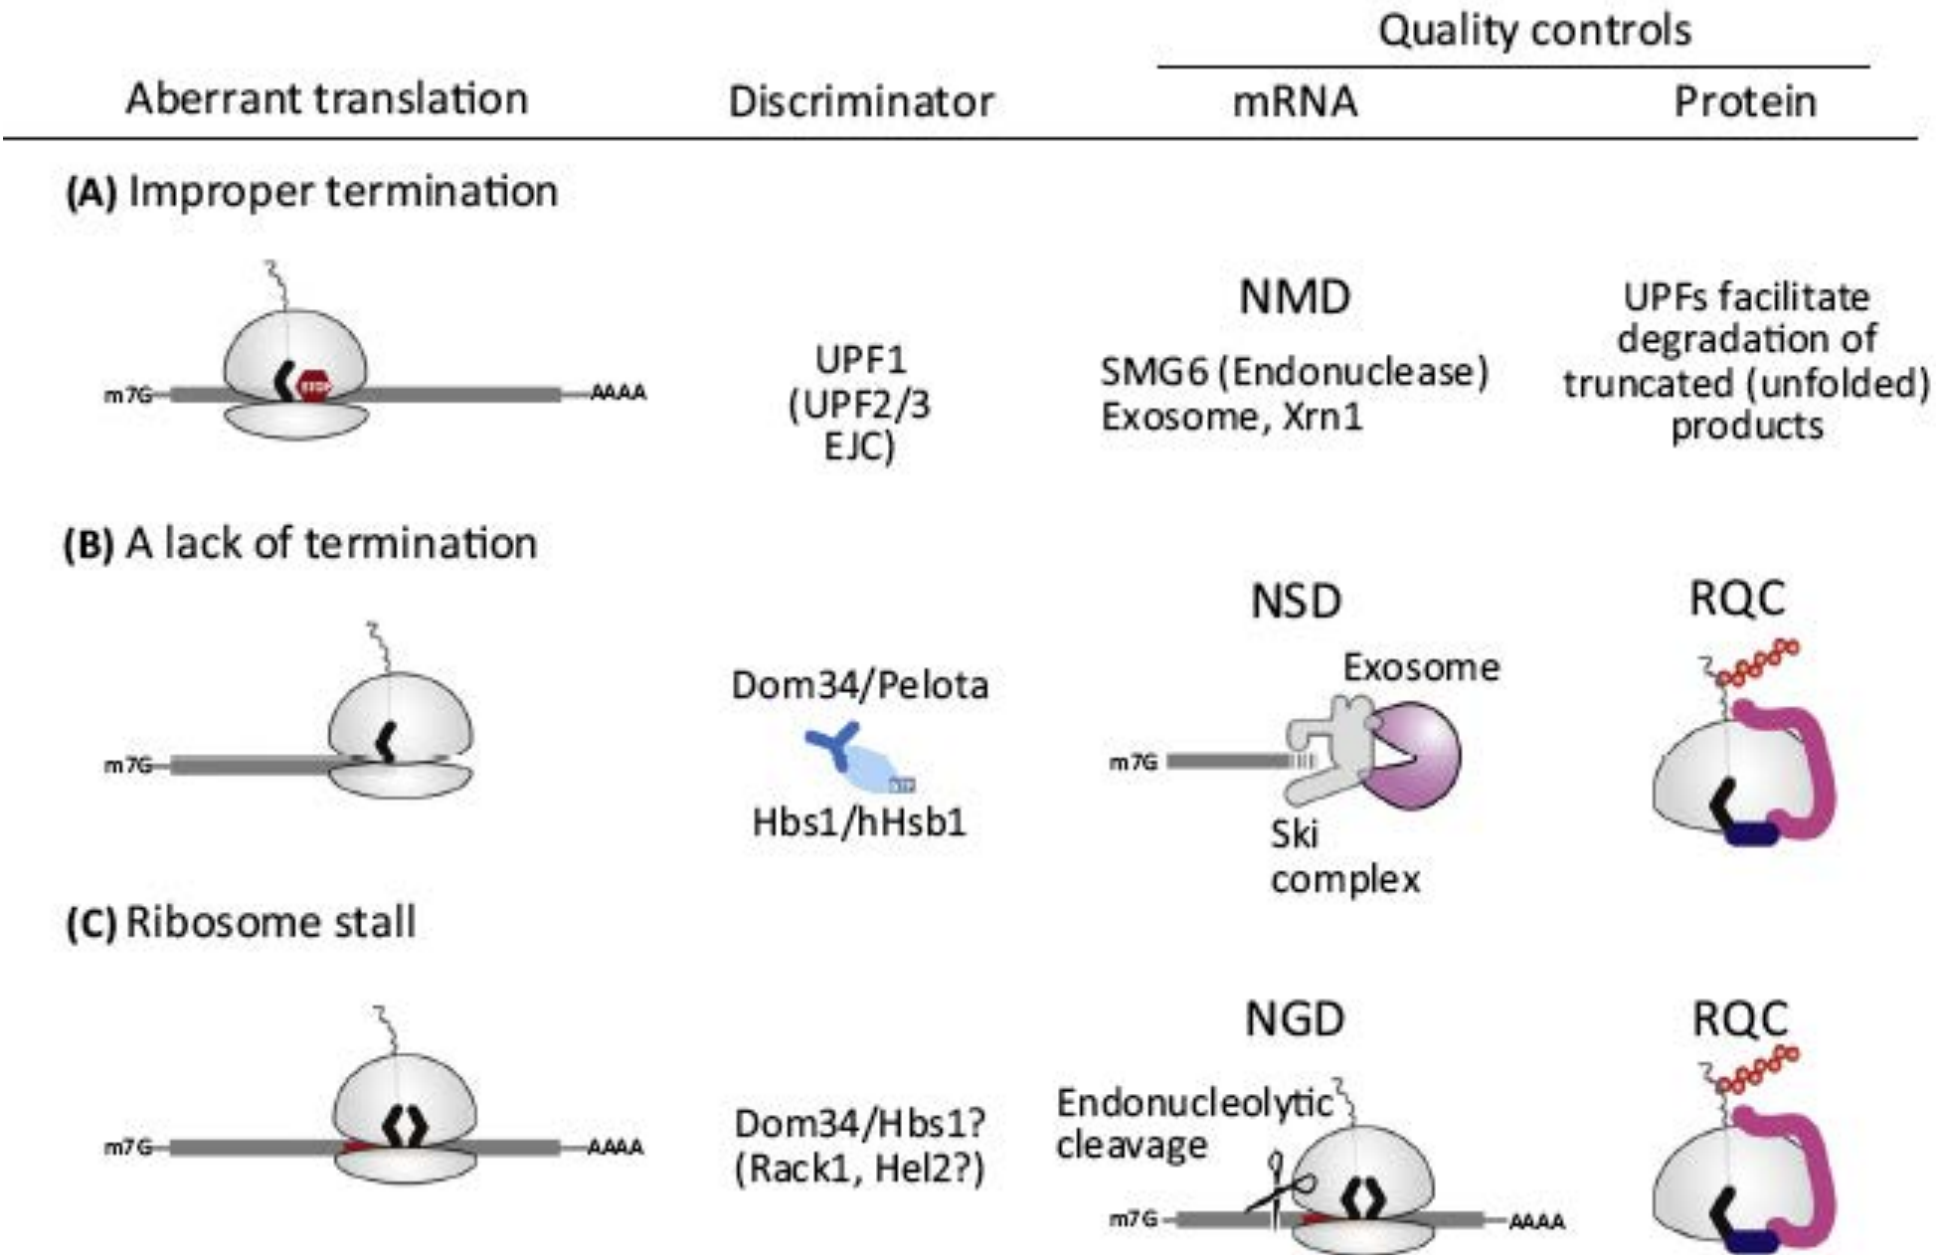 Quality controls
Aberrant translation Discriminator mRNA Protein
(A) Improper termination
STOP
m7G
AAAA
UPF1
(UPF2/3
EJC)
NMD
SMG6 (Endonuclease)
Exosome, Xrn1
UPFs facilitate
degradation of
truncated (unfolded)
products
(B) A lack of termination
m7G
Dom34/Pelota
Hbs1/hHsb1
NSD
Exosome
m7G
Ski
complex
RQC
(C) Ribosome stall
m7G
AAAA
Dom34/Hbs1?
(Rack1, Hel2?)
NGD
Endonucleolytic
cleavage
m7G
AAAA
RQC